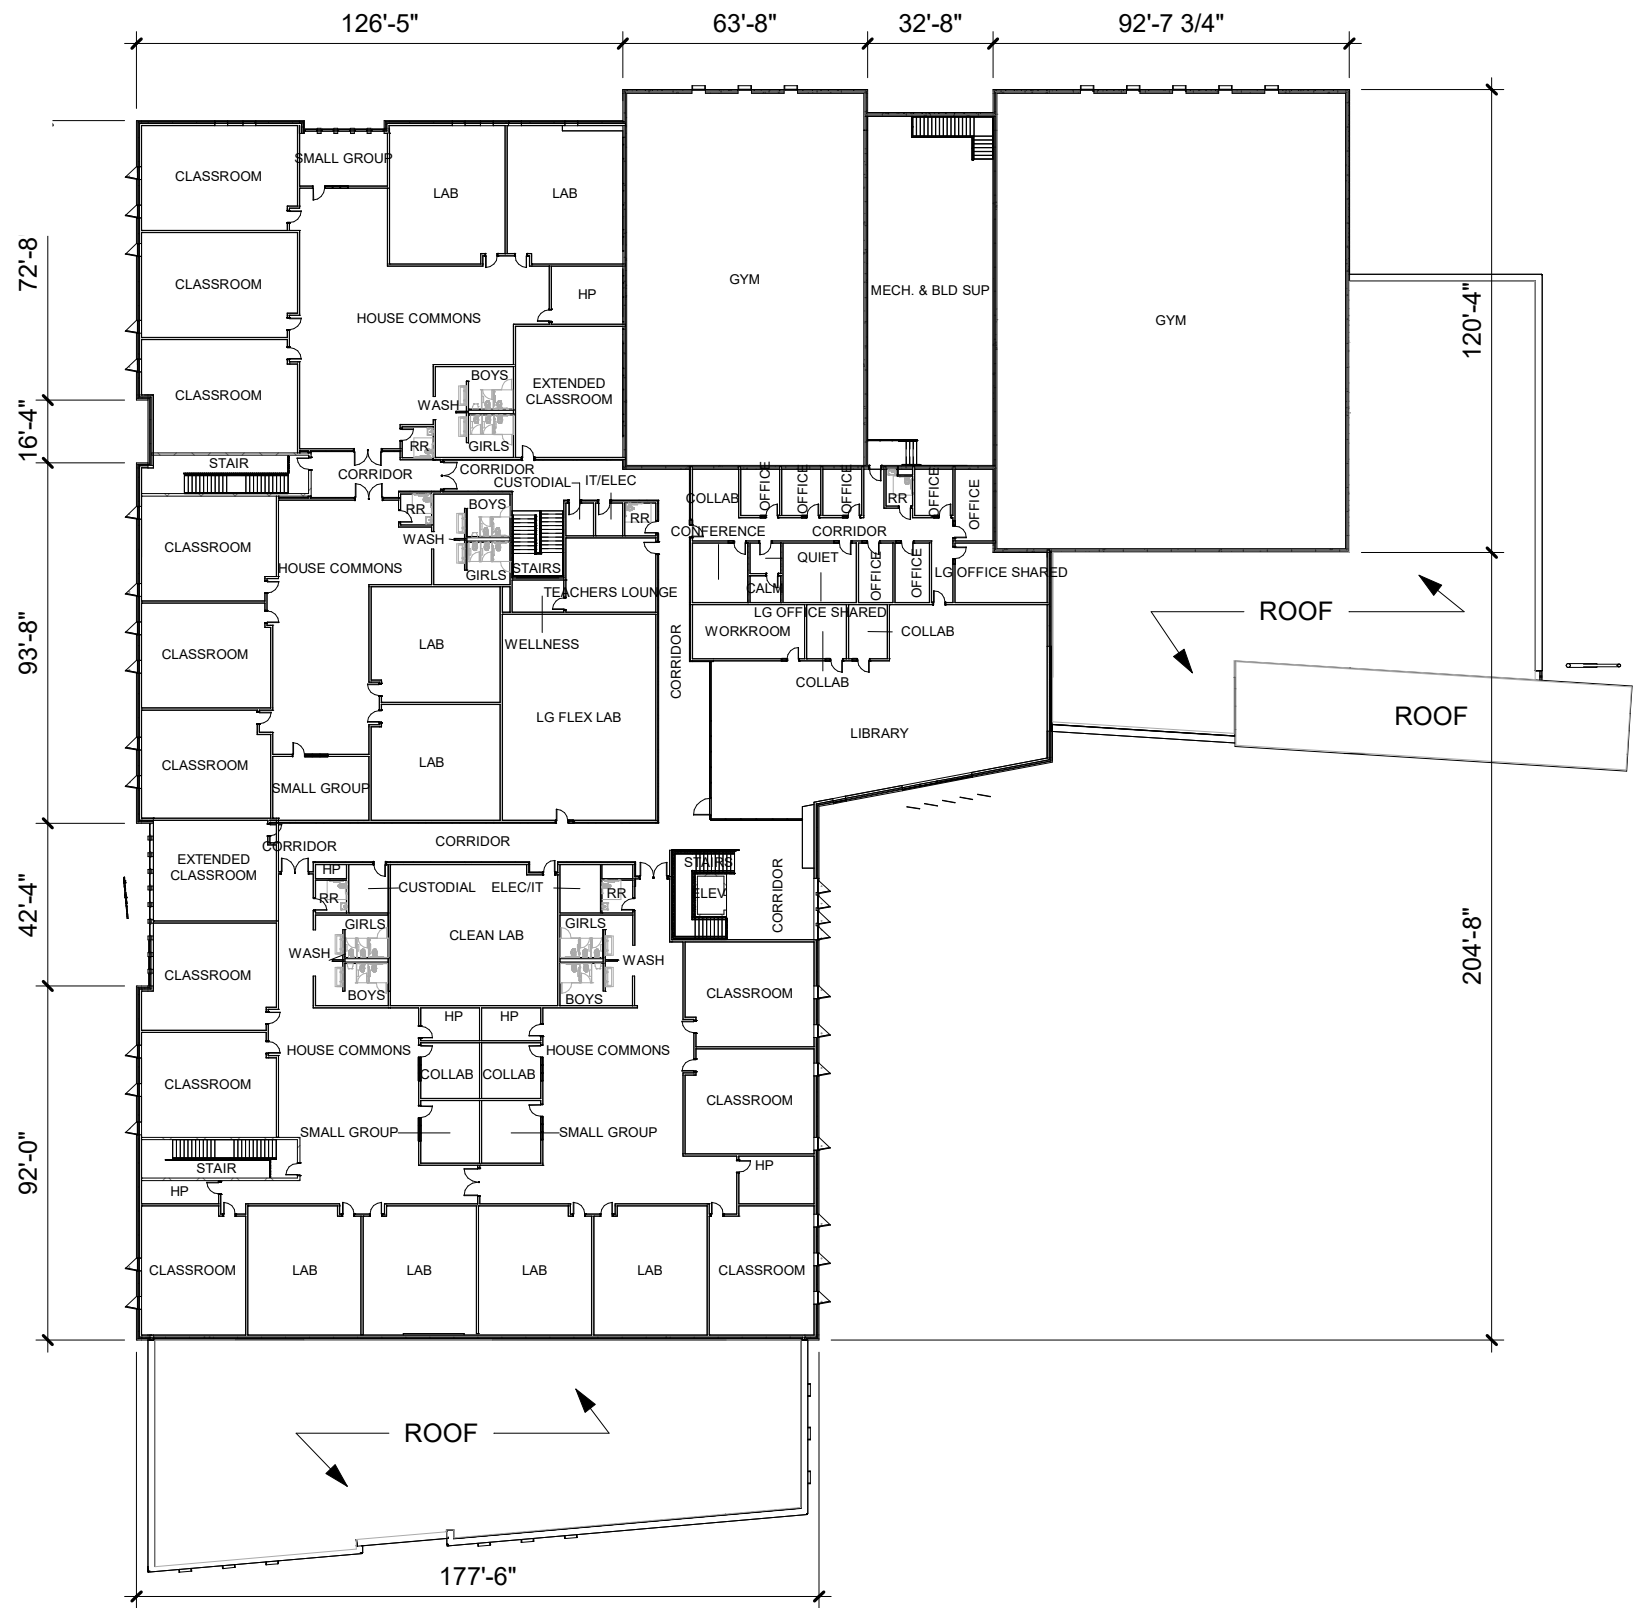 126'-5"
63'-8"
32'-8"
92'-7 3/4"
SMALL GROUP
CLASSROOM
LAB
LAB
72'-8
CLASSROOM
HP
GYM
MECH. & BLD SUP
GYM
120'-4"
HOUSE COMMONS
16'-4"
CLASSROOM
BOYS
EXTENDED
CLASSROOM
WASH
RR
GIRLS
STAIR
CORRIDOR
CORRIDOR
CUSTODIAL
IT/ELEC
COLLAB
OFFICE
OFFICE
OFFICE
RR
OFFICE
OFFICE
RR
BOYS
RR
CONFERENCE
CORRIDOR
WASH
CLASSROOM
HOUSE COMMONS
GIRLS
STAIRS
QUIET
CALM
OFFICE
OFFICE
LG OFFICE SHARED
TEACHERS LOUNGE
LG OFFICE SHARED
ROOF
93'-8"
CLASSROOM
LAB
WELLNESS
CORRIDOR
WORKROOM
COLLAB
COLLAB
LG FLEX LAB
LIBRARY
ROOF
CLASSROOM
LAB
SMALL GROUP
CORRIDOR
CORRIDOR
EXTENDED
CLASSROOM
HP
STAIRS
42'-4"
RR
CUSTODIAL
ELEC/IT
RR
ELEV
CORRIDOR
GIRLS
CLEAN LAB
GIRLS
WASH
WASH
204'-8"
CLASSROOM
BOYS
BOYS
CLASSROOM
HP
HP
HOUSE COMMONS
HOUSE COMMONS
CLASSROOM
COLLAB
COLLAB
CLASSROOM
SMALL GROUP
SMALL GROUP
92'-0"
STAIR
HP
HP
CLASSROOM
LAB
LAB
LAB
LAB
CLASSROOM
ROOF
177'-6"